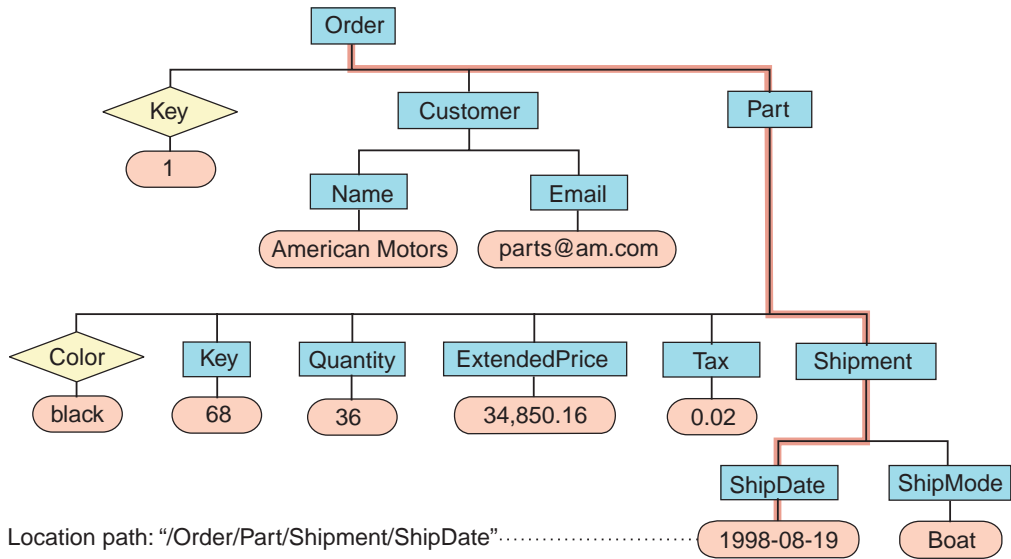 Order
Key
Customer
Part
1
Name
Email
American Motors
parts@am.com
Color
Key
Quantity
ExtendedPrice
Tax
Shipment
black
68
36
34,850.16
0.02
ShipDate
ShipMode
Location path: “/Order/Part/Shipment/ShipDate”
1998-08-19
Boat